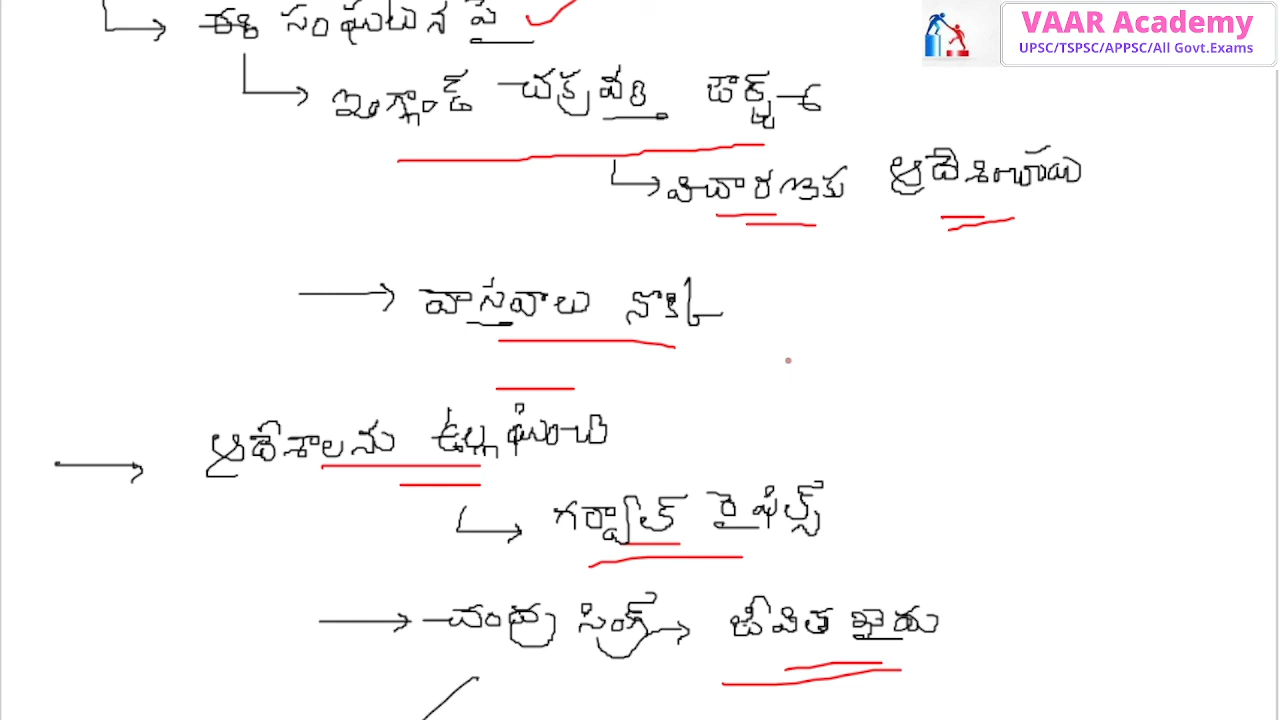 VAAR Academy
UPSC/TSPSC/APPSC/All Govt.Exams
ఈ సంఘటన పై
ఇంగ్లాండ్ చక్రవర్తి జార్జ్-6
విచారణకు ఆదేశించాడు
వాస్తవాలు నొక్కి
ఆదేశాలను ఉల్లఘించి
గర్వాల్ రైఫిల్స్
చంద్ర సింగ్ జీవిత ఖైదు